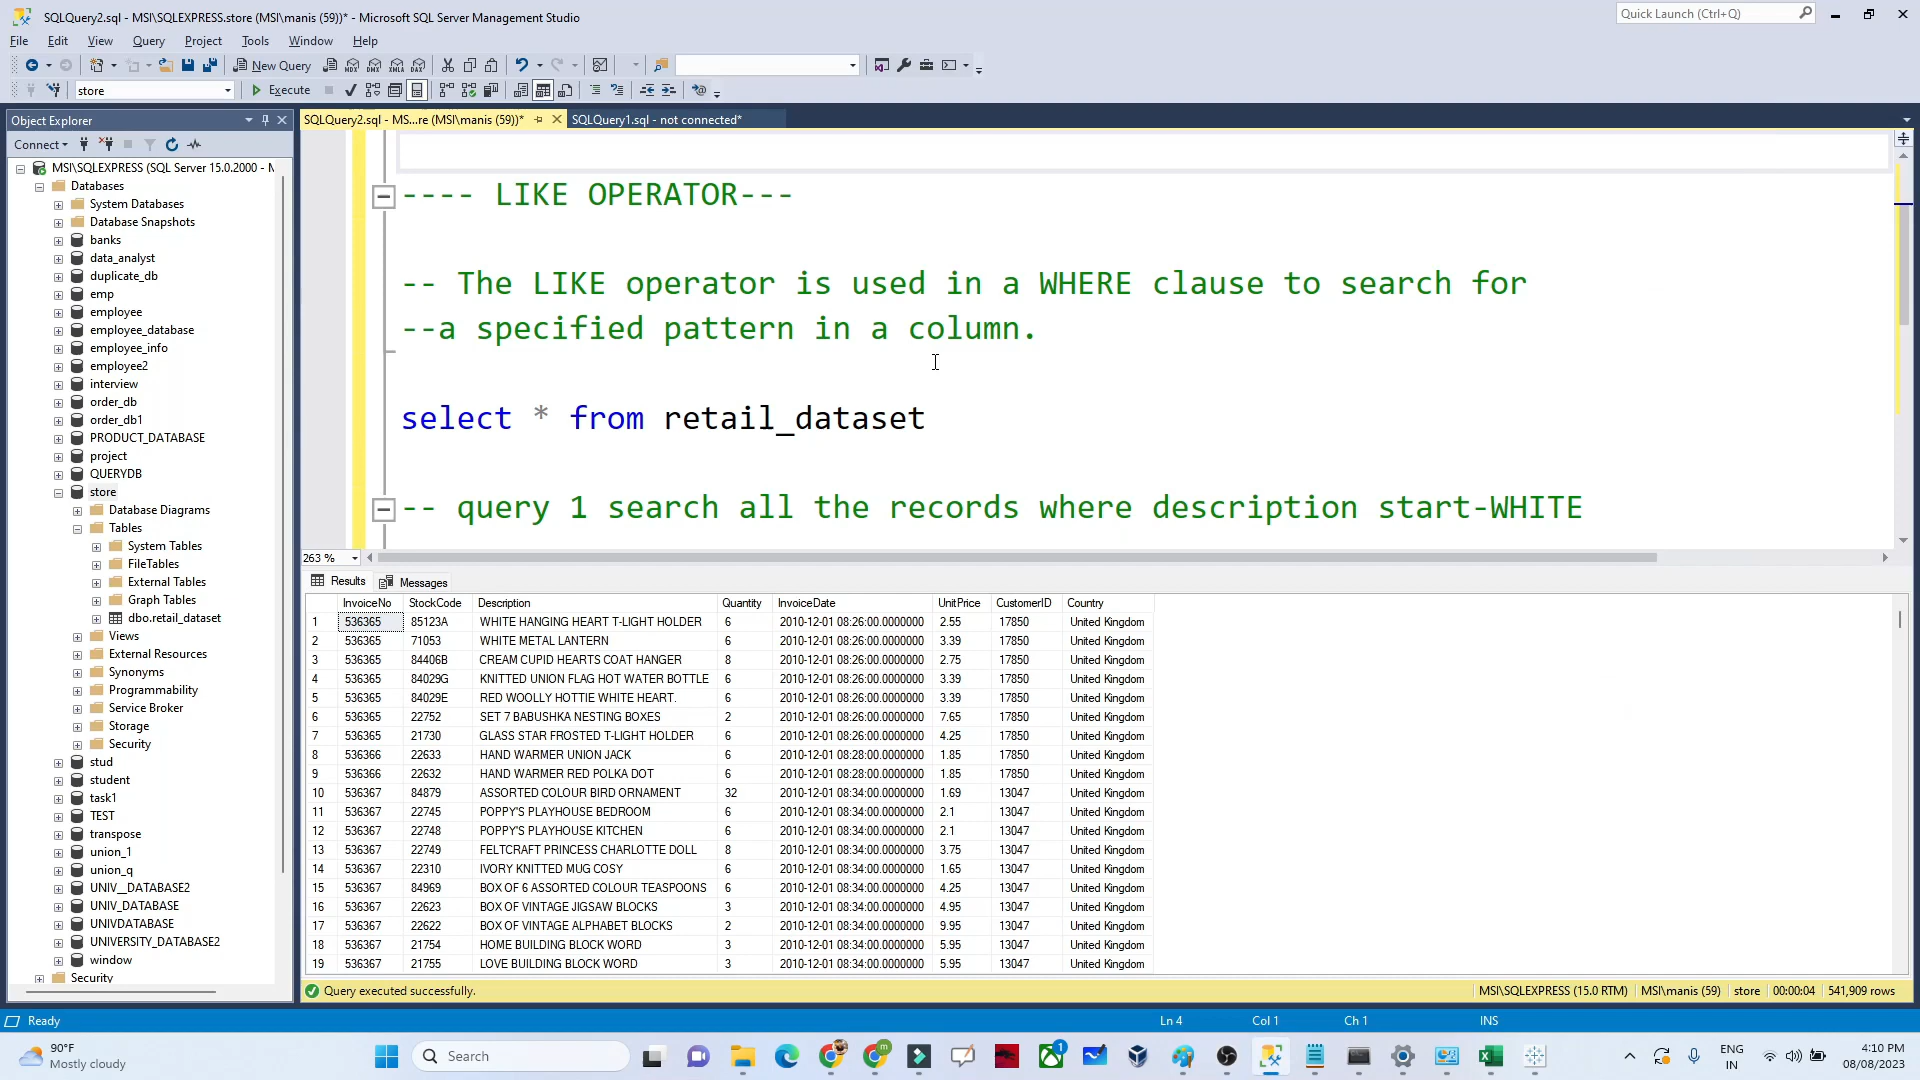 SQLQuery2.sql - MSI\SQLEXPRESS.store (MSI\manis (59))* - Microsoft SQL Server Management Studio
Quick Launch (Ctrl+Q)
File Edit View Query Project Tools Window Help
New Query
MDX DMX XMLA DAX
store
Execute
Object Explorer
SQLQuery2.sql - MS...re (MSI\manis (59))*
SQLQuery1.sql - not connected*
Connect
MSI\SQLEXPRESS (SQL Server 15.0.2000 - M
Databases
System Databases
Database Snapshots
banks
data_analyst
duplicate_db
emp
employee
employee_database
employee_info
employee2
interview
order_db
order_db1
PRODUCT_DATABASE
project
QUERYDB
store
Database Diagrams
Tables
System Tables
FileTables
External Tables
Graph Tables
dbo.retail_dataset
Views
External Resources
Synonyms
Programmability
Service Broker
Storage
Security
stud
student
task1
TEST
transpose
union_1
union_q
UNIV__DATABASE2
UNIV_DATABASE
UNIVDATABASE
UNIVERSITY_DATABASE2
window
Security
---- LIKE OPERATOR---
-- The LIKE operator is used in a WHERE clause to search for
--a specified pattern in a column.
select * from retail_dataset
-- query 1 search all the records where description start-WHITE
263 %
Results Messages
InvoiceNo StockCode Description Quantity InvoiceDate UnitPrice CustomerID Country
1 536365 85123A WHITE HANGING HEART T-LIGHT HOLDER 6 2010-12-01 08:26:00.0000000 2.55 17850 United Kingdom
2 536365 71053 WHITE METAL LANTERN 6 2010-12-01 08:26:00.0000000 3.39 17850 United Kingdom
3 536365 84406B CREAM CUPID HEARTS COAT HANGER 8 2010-12-01 08:26:00.0000000 2.75 17850 United Kingdom
4 536365 84029G KNITTED UNION FLAG HOT WATER BOTTLE 6 2010-12-01 08:26:00.0000000 3.39 17850 United Kingdom
5 536365 84029E RED WOOLLY HOTTIE WHITE HEART. 6 2010-12-01 08:26:00.0000000 3.39 17850 United Kingdom
6 536365 22752 SET 7 BABUSHKA NESTING BOXES 2 2010-12-01 08:26:00.0000000 7.65 17850 United Kingdom
7 536365 21730 GLASS STAR FROSTED T-LIGHT HOLDER 6 2010-12-01 08:26:00.0000000 4.25 17850 United Kingdom
8 536366 22633 HAND WARMER UNION JACK 6 2010-12-01 08:28:00.0000000 1.85 17850 United Kingdom
9 536366 22632 HAND WARMER RED POLKA DOT 6 2010-12-01 08:28:00.0000000 1.85 17850 United Kingdom
10 536367 84879 ASSORTED COLOUR BIRD ORNAMENT 32 2010-12-01 08:34:00.0000000 1.69 13047 United Kingdom
11 536367 22745 POPPY'S PLAYHOUSE BEDROOM 6 2010-12-01 08:34:00.0000000 2.1 13047 United Kingdom
12 536367 22748 POPPY'S PLAYHOUSE KITCHEN 6 2010-12-01 08:34:00.0000000 2.1 13047 United Kingdom
13 536367 22749 FELTCRAFT PRINCESS CHARLOTTE DOLL 8 2010-12-01 08:34:00.0000000 3.75 13047 United Kingdom
14 536367 22310 IVORY KNITTED MUG COSY 6 2010-12-01 08:34:00.0000000 1.65 13047 United Kingdom
15 536367 84969 BOX OF 6 ASSORTED COLOUR TEASPOONS 6 2010-12-01 08:34:00.0000000 4.25 13047 United Kingdom
16 536367 22623 BOX OF VINTAGE JIGSAW BLOCKS 3 2010-12-01 08:34:00.0000000 4.95 13047 United Kingdom
17 536367 22622 BOX OF VINTAGE ALPHABET BLOCKS 2 2010-12-01 08:34:00.0000000 9.95 13047 United Kingdom
18 536367 21754 HOME BUILDING BLOCK WORD 3 2010-12-01 08:34:00.0000000 5.95 13047 United Kingdom
19 536367 21755 LOVE BUILDING BLOCK WORD 3 2010-12-01 08:34:00.0000000 5.95 13047 United Kingdom
Query executed successfully.
MSI\SQLEXPRESS (15.0 RTM) MSI\manis (59) store 00:00:04 541,909 rows
Ready
Ln 4 Col 1 Ch 1 INS
90°F
Mostly cloudy
Search
1
ENG
IN
4:10 PM
08/08/2023